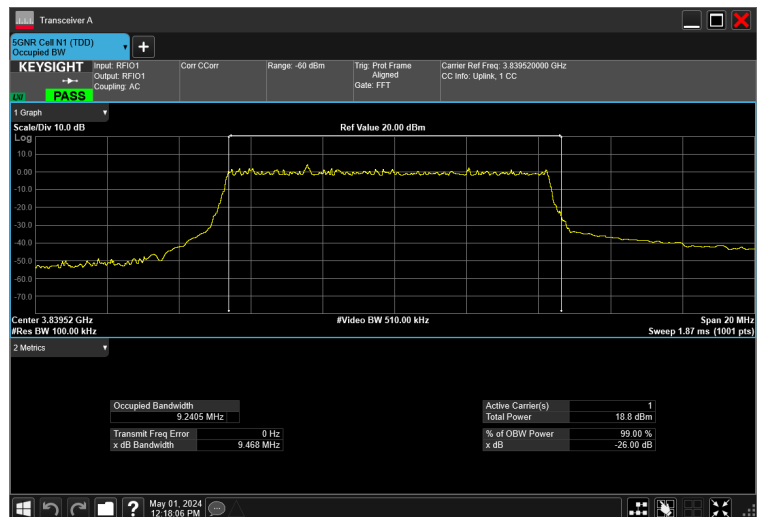 Transceiver A
5GNR Cell N1 (TDD)
Occupied BW
KEYSIGHT
PASS
Input: RFIO1
Output: RFIO1
Coupling: AC
Corr CCorr
Range: -60 dBm
Trig: Prot Frame
Aligned
Gate: FFT
Carrier Ref Freq: 3.839520000 GHz
CC Info: Uplink, 1 CC
1 Graph
Scale/Div 10.0 dB
Ref Value 20.00 dBm
Log
10.0
0.00
-10.0
-20.0
-30.0
-40.0
-50.0
-60.0
-70.0
Center 3.83952 GHz
#Video BW 510.00 kHz
Span 20 MHz
#Res BW 100.00 kHz
Sweep 1.87 ms (1001 pts)
2 Metrics
Occupied Bandwidth
9.2405 MHz
Transmit Freq Error 0 Hz
x dB Bandwidth 9.468 MHz
Active Carrier(s) 1
Total Power 18.8 dBm
% of OBW Power 99.00 %
x dB -26.00 dB
May 01, 2024
12:18:06 PM